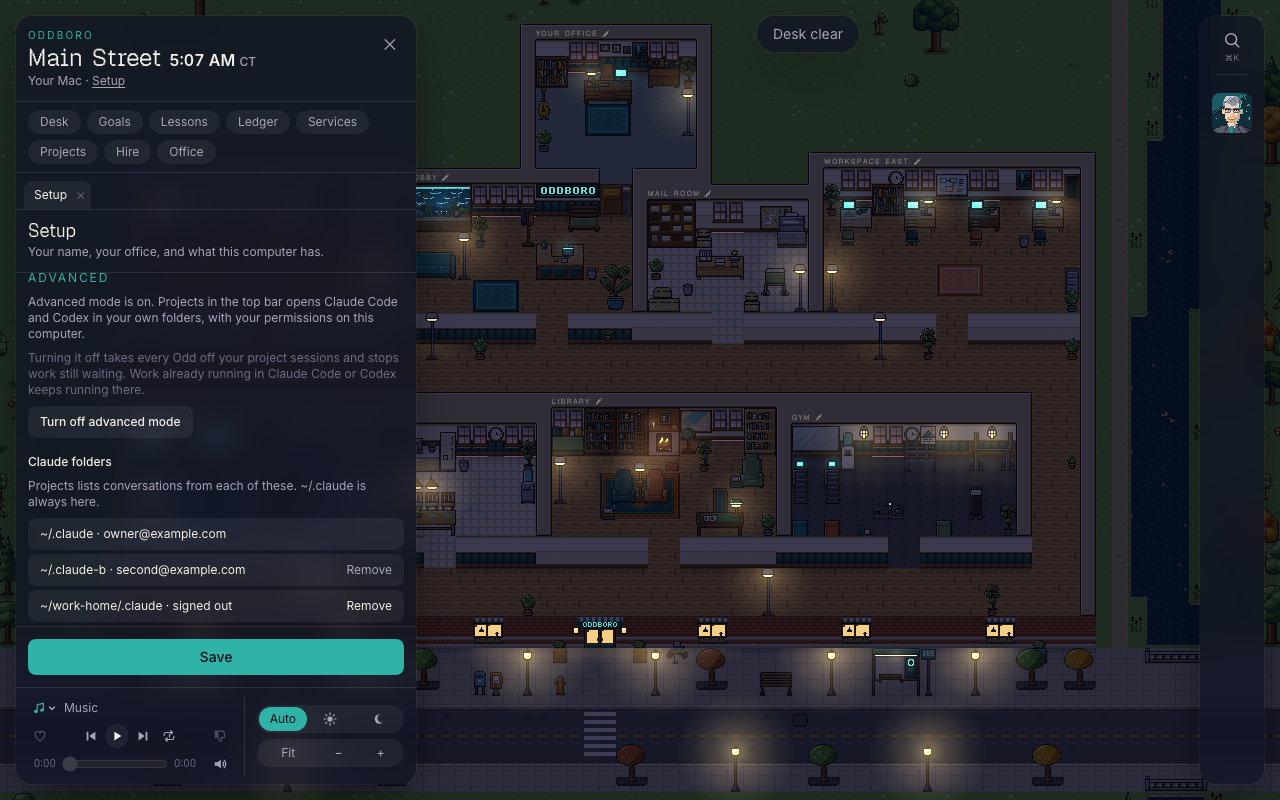 ODDBORO
Main Street 5:07 AM CT
Your Mac · Setup
Desk
Goals
Lessons
Ledger
Services
Projects
Hire
Office
Setup
Setup
Your name, your office, and what this computer has.
ADVANCED
Advanced mode is on. Projects in the top bar opens Claude Code
and Codex in your own folders, with your permissions on this
computer.
Turning it off takes every Odd off your project sessions and stops
work still waiting. Work already running in Claude Code or Codex
keeps running there.
Turn off advanced mode
Claude folders
Projects lists conversations from each of these. ~/.claude is
always here.
~/.claude · owner@example.com
~/.claude-b · second@example.com
Remove
~/work-home/.claude · signed out
Remove
Save
Music
0:00
0:00
Auto
Fit
−
+
Desk clear
⌘K
YOUR OFFICE
ODDBORO
MAIL ROOM
WORKSPACE EAST
LIBRARY
GYM
ODDBORO
BUS